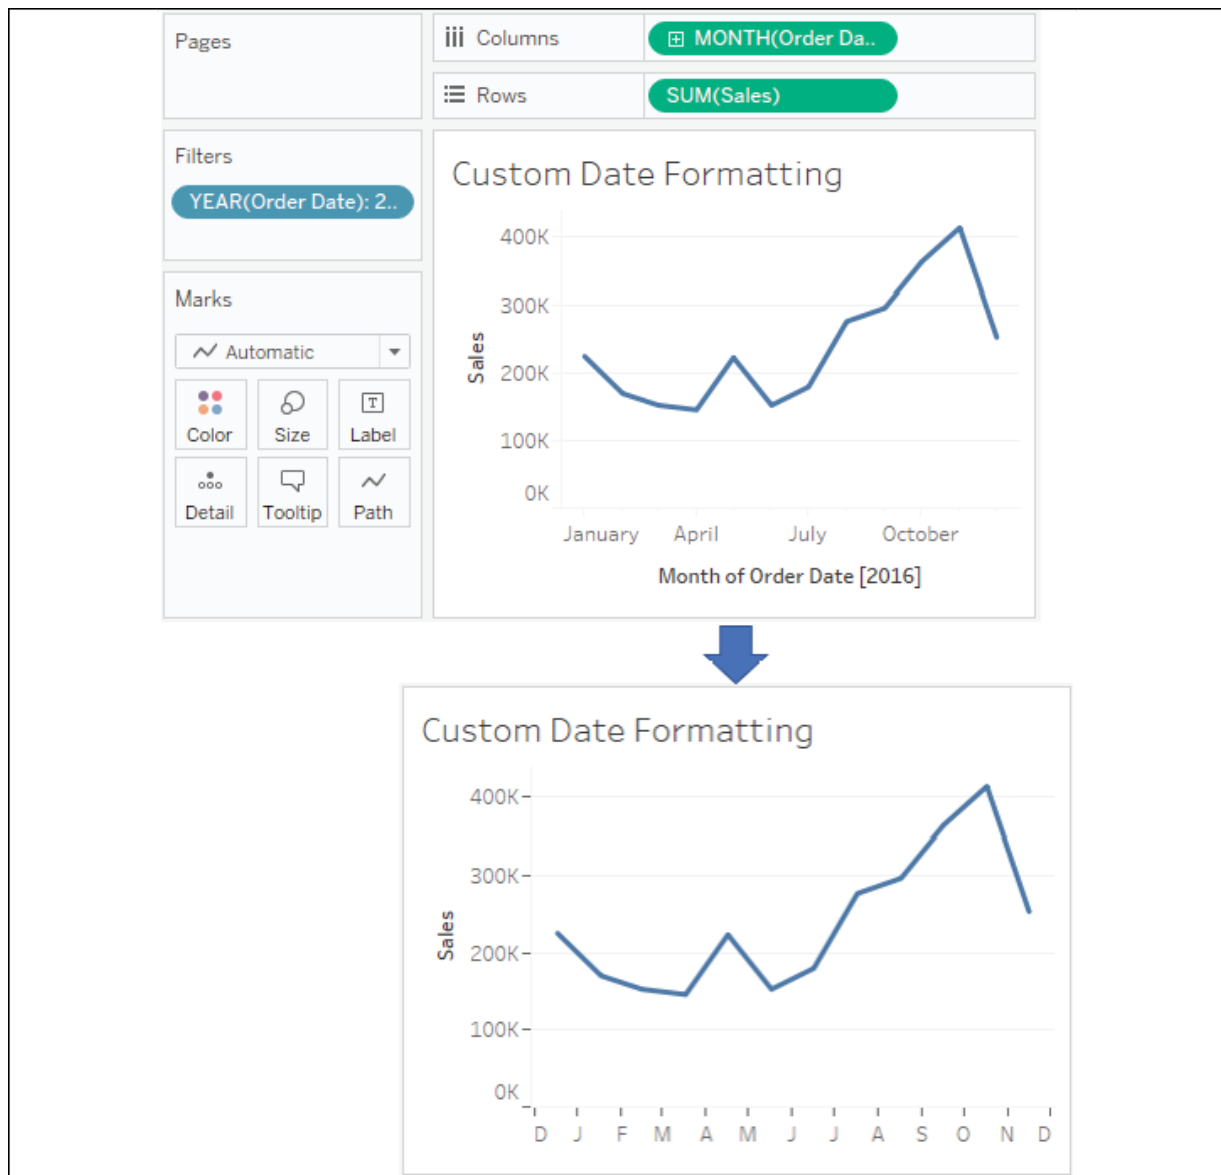 Pages
Columns
MONTH(Order Da..
Rows
SUM(Sales)
Filters
YEAR(Order Date): 2..
Marks
Automatic
Color
Size
T
Label
Detail
Tooltip
Path
Custom Date Formatting
400K
300K
200K
100K
0K
Sales
January April July October
Month of Order Date [2016]
Custom Date Formatting
400K
300K
200K
100K
0K
Sales
D J F M A M J J A S O N D